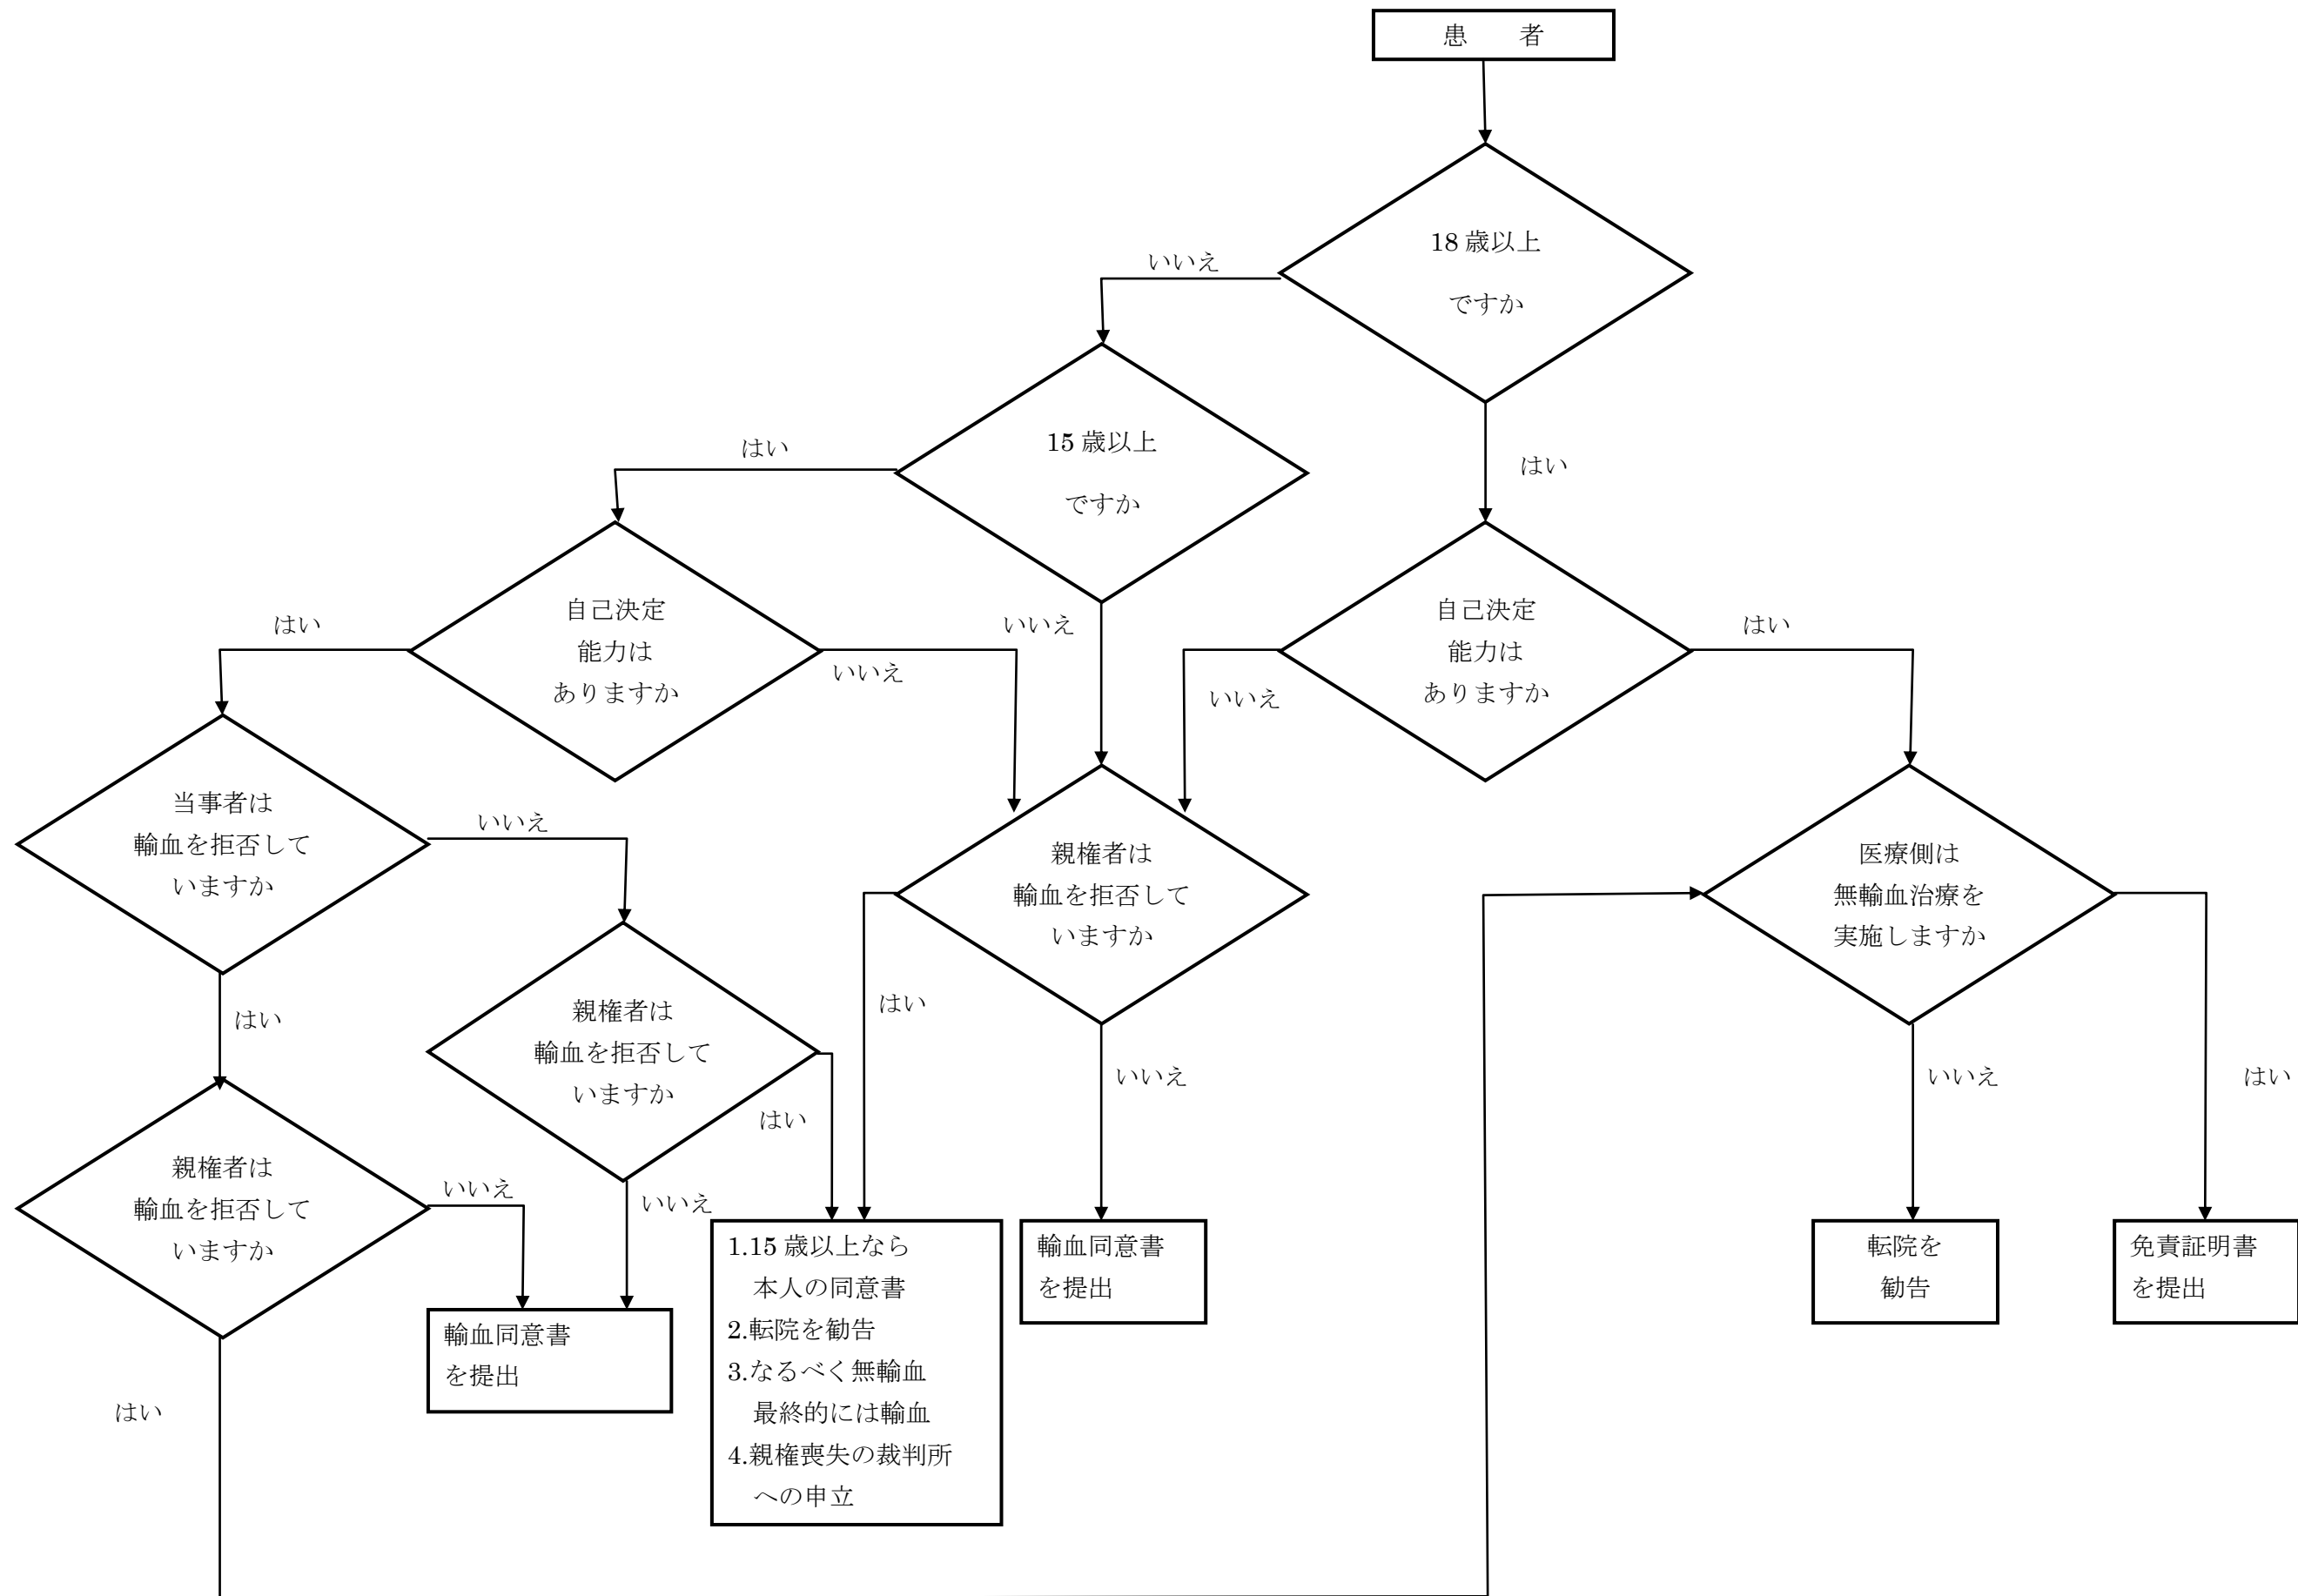 患　　者
18 歳以上
ですか
いいえ
はい
15 歳以上
ですか
はい
いいえ
自己決定
能力は
ありますか
はい
いいえ
自己決定
能力は
ありますか
いいえ
はい
当事者は
輸血を拒否して
いますか
いいえ
はい
親権者は
輸血を拒否して
いますか
はい
いいえ
医療側は
無輸血治療を
実施しますか
いいえ
はい
親権者は
輸血を拒否して
いますか
はい
いいえ
親権者は
輸血を拒否して
いますか
いいえ
はい
輸血同意書
を提出
1.15 歳以上なら
本人の同意書
2.転院を勧告
3.なるべく無輸血
最終的には輸血
4.親権喪失の裁判所
への申立
輸血同意書
を提出
転院を
勧告
免責証明書
を提出